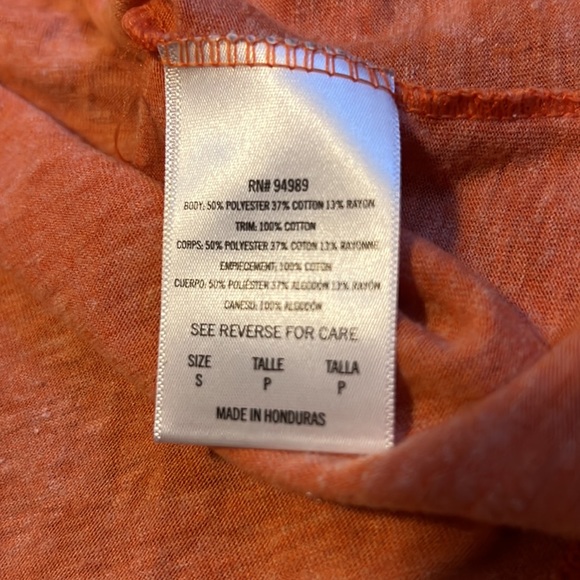 RN# 94989
BODY: 50% POLYESTER 37% COTTON 13% RAYON
TRIM: 100% COTTON
CORPS: 50% POLYESTER 37% COTON 13% RAYONNE
EMPIECEMENT: 100% COTON
CUERPO: 50% POLIÉSTER 37% ALGODÓN 13% RAYÓN
CANESÚ: 100% ALGODÓN
SEE REVERSE FOR CARE
SIZE TALLE TALLA
S P P
MADE IN HONDURAS